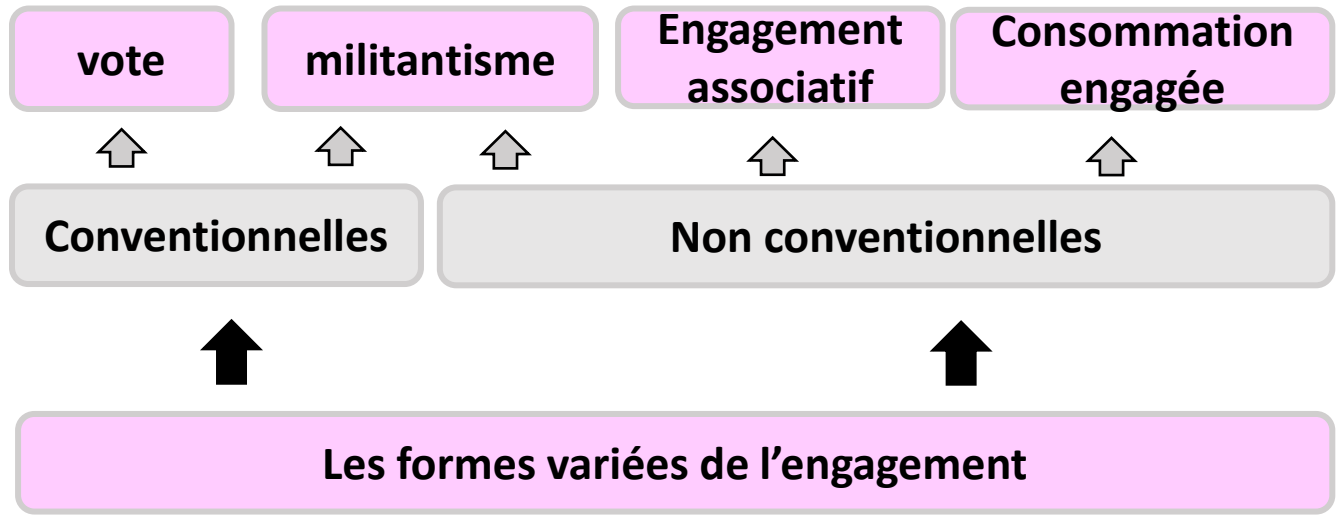 vote
militantisme
Engagement
associatif
Consommation
engagée
Conventionnelles
Non conventionnelles
Les formes variées de l’engagement